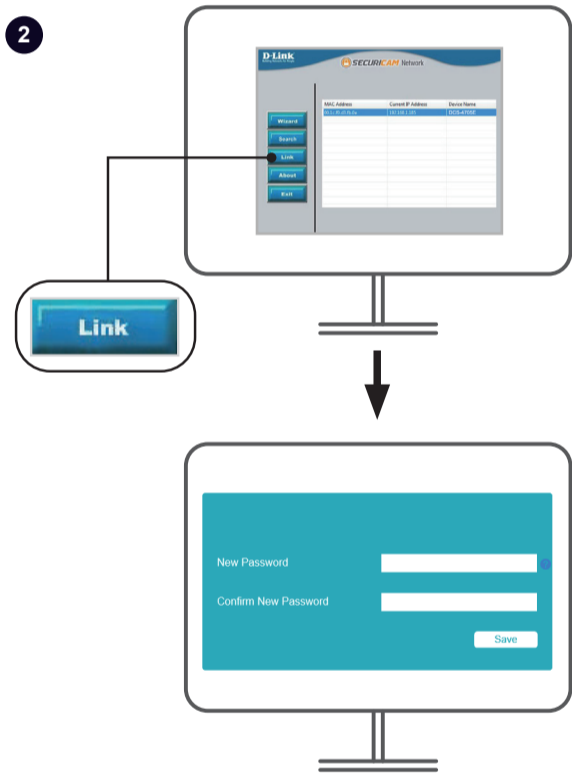 2
D-Link
SECURICAM Network
MAC Address Current IP Address Device Name
Wizard
Search
Link
About
Exit
Link
New Password
Confirm New Password
Save